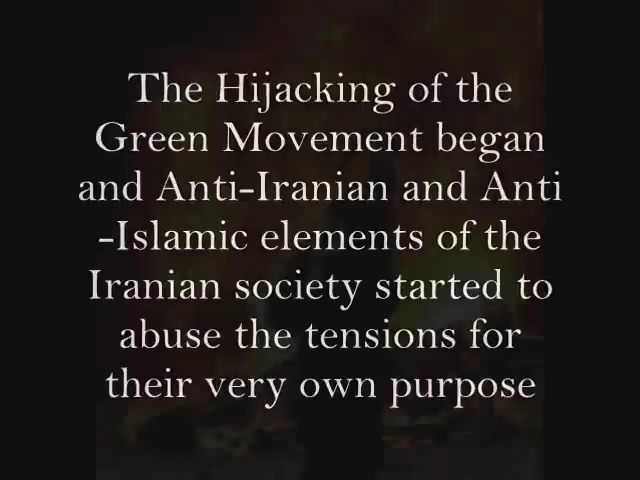 The Hijacking of the
Green Movement began
and Anti-Iranian and Anti
-Islamic elements of the
Iranian society started to
abuse the tensions for
their very own purpose